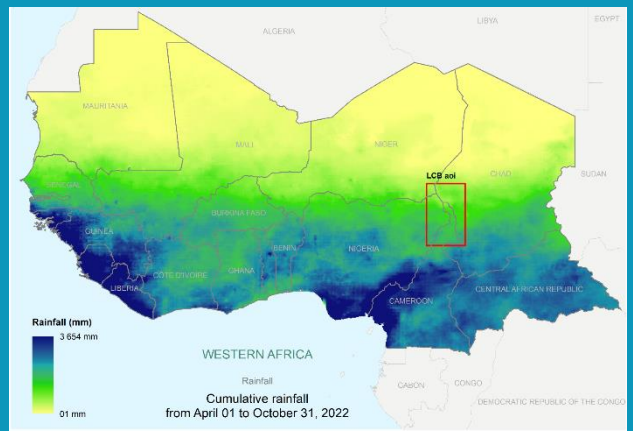 LIBYA
EGYPT
ALGERIA
MAURITANIA
MALI
NIGER
CHAD
SUDAN
LCB aoi
SENEGAL
BURKINA FASO
GUINEA
BENIN
NIGERIA
CÔTE D'IVOIRE
GHANA
LIBERIA
CAMEROON
CENTRAL AFRICAN REPUBLIC
Rainfall (mm)
3 654 mm
01 mm
WESTERN AFRICA
Rainfall
Cumulative rainfall
from April 01 to October 31, 2022
GABON
CONGO
DEMOCRATIC REPUBLIC OF THE CONGO